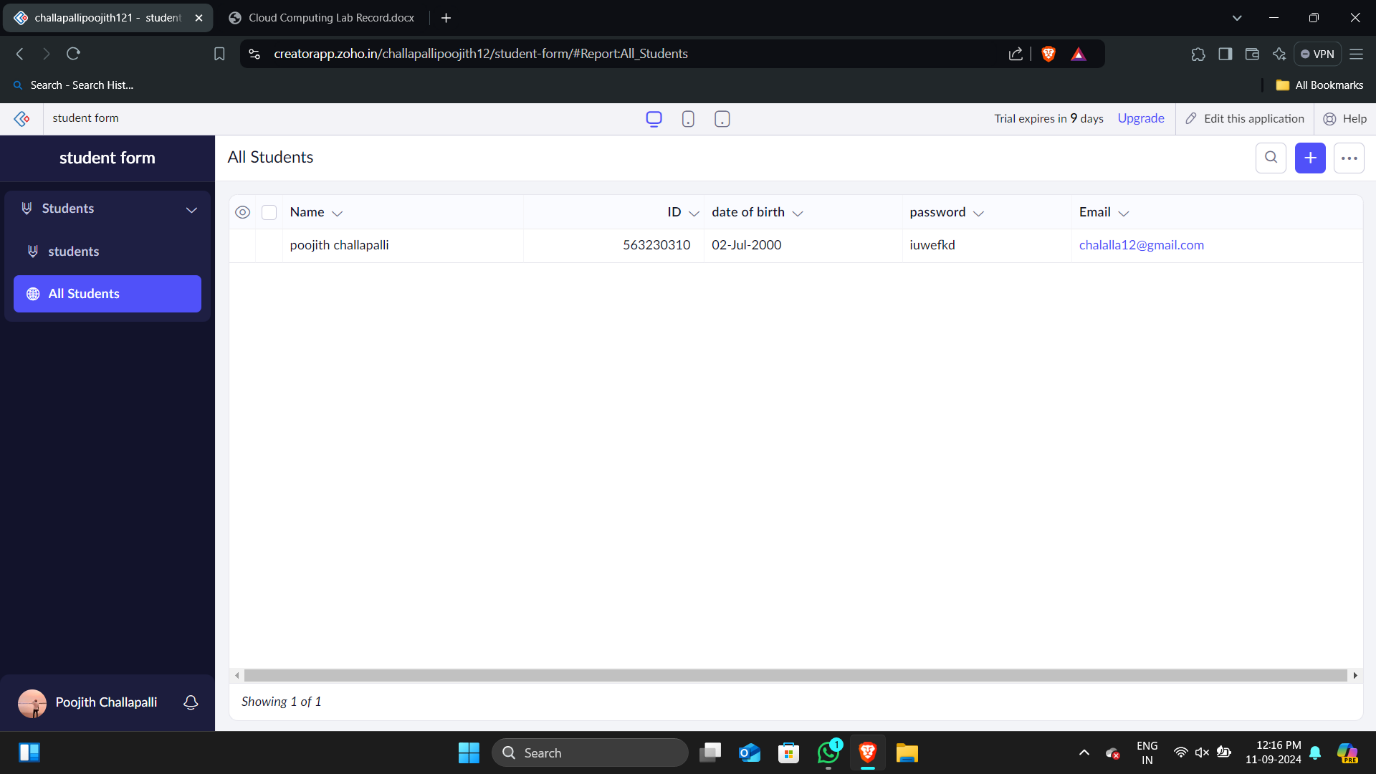 challapallipoojith121 - student
Cloud Computing Lab Record.docx
creatorapp.zoho.in/challapallipoojith12/student-form/#Report:All_Students
VPN
Search - Search Hist...
All Bookmarks
student form
Trial expires in 9 days
Upgrade
Edit this application
Help
student form
All Students
Students
students
All Students
Name
ID
date of birth
password
Email
poojith challapalli
563230310
02-Jul-2000
iuwefkd
chalalla12@gmail.com
Showing 1 of 1
Poojith Challapalli
Search
1
ENG
IN
12:16 PM
11-09-2024
PRE